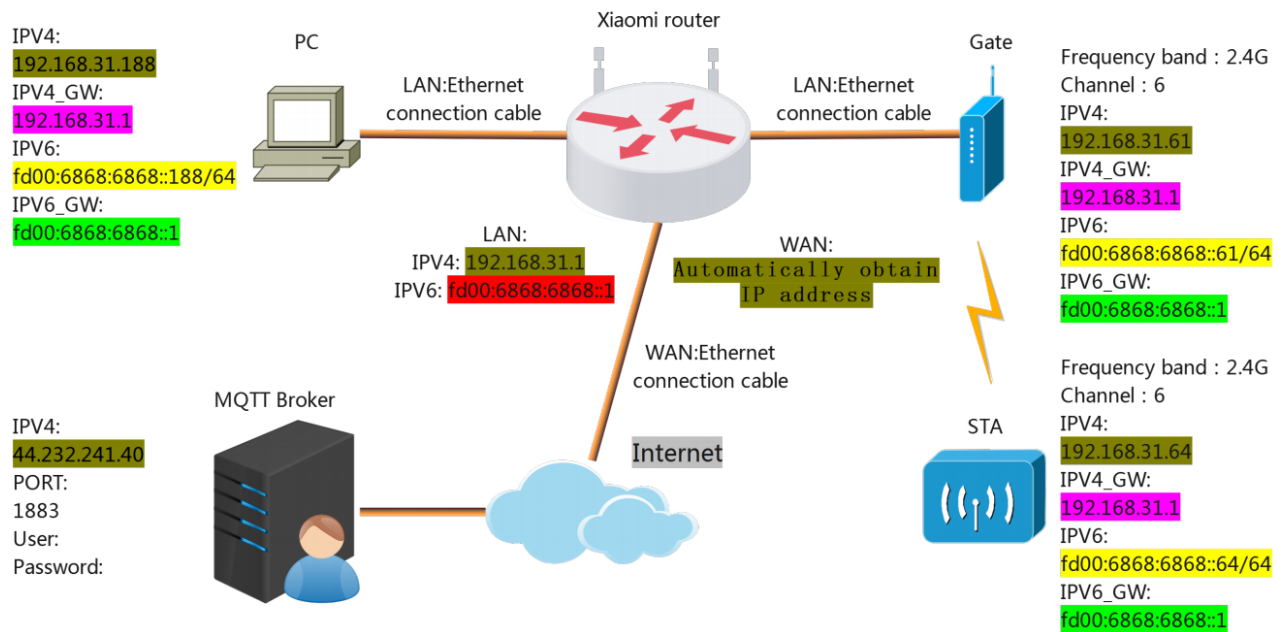 Xiaomi router
IPV4:
192.168.31.188
IPV4_GW:
192.168.31.1
IPV6:
fd00:6868:6868::188/64
IPV6_GW:
fd00:6868:6868::1
PC
LAN:Ethernet
connection cable
LAN:Ethernet
connection cable
Gate
Frequency band : 2.4G
Channel : 6
IPV4:
192.168.31.61
IPV4_GW:
192.168.31.1
IPV6:
fd00:6868:6868::61/64
IPV6_GW:
fd00:6868:6868::1
LAN:
IPV4: 192.168.31.1
IPV6: fd00:6868:6868::1
WAN:
Automatically obtain
IP address
WAN:Ethernet
connection cable
MQTT Broker
IPV4:
44.232.241.40
PORT:
1883
User:
Password:
Internet
STA
Frequency band : 2.4G
Channel : 6
IPV4:
192.168.31.64
IPV4_GW:
192.168.31.1
IPV6:
fd00:6868:6868::64/64
IPV6_GW:
fd00:6868:6868::1